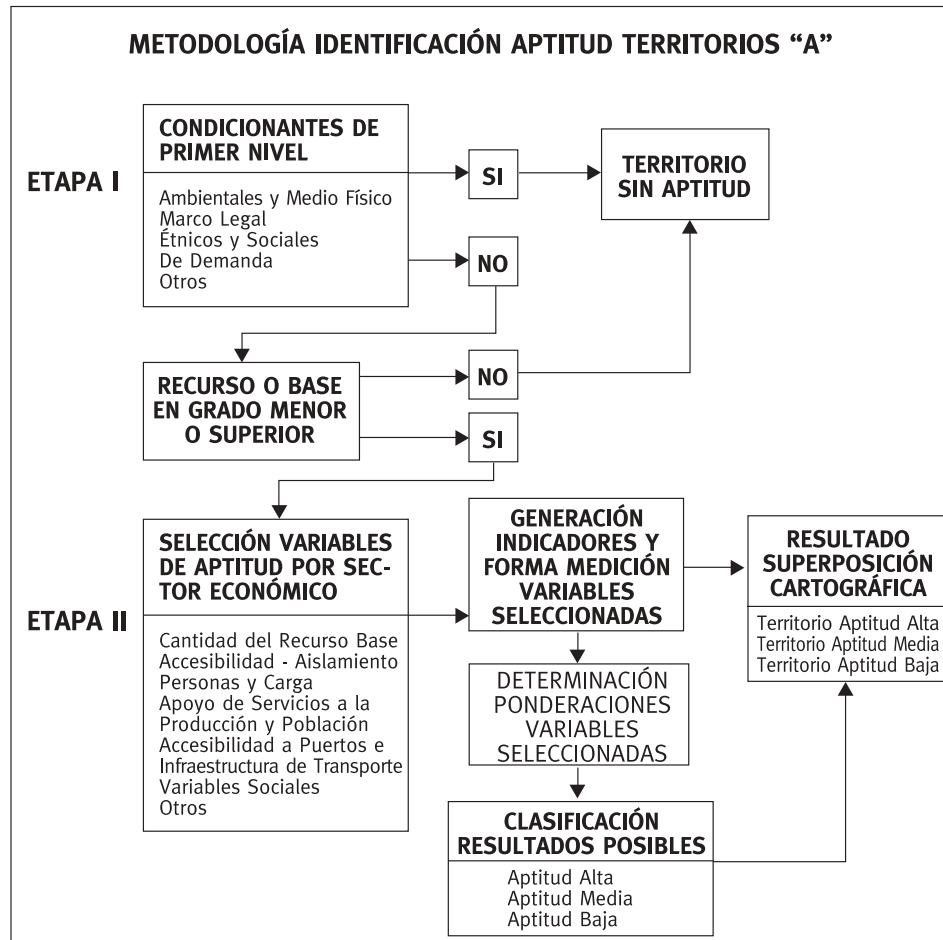 METODOLOGÍA IDENTIFICACIÓN APTITUD TERRITORIOS “A”
ETAPA I
CONDICIONANTES DE
PRIMER NIVEL
Ambientales y Medio Físico
Marco Legal
Étnicos y Sociales
De Demanda
Otros
SI
NO
TERRITORIO
SIN APTITUD
RECURSO O BASE
EN GRADO MENOR
O SUPERIOR
NO
SI
ETAPA II
SELECCIÓN VARIABLES
DE APTITUD POR SEC-
TOR ECONÓMICO
Cantidad del Recurso Base
Accesibilidad - Aislamiento
Personas y Carga
Apoyo de Servicios a la
Producción y Población
Accesibilidad a Puertos e
Infraestructura de Transporte
Variables Sociales
Otros
GENERACIÓN
INDICADORES Y
FORMA MEDICIÓN
VARIABLES
SELECCIONADAS
DETERMINACIÓN
PONDERACIONES
VARIABLES
SELECCIONADAS
CLASIFICACIÓN
RESULTADOS POSIBLES
Aptitud Alta
Aptitud Media
Aptitud Baja
RESULTADO
SUPERPOSICIÓN
CARTOGRÁFICA
Territorio Aptitud Alta
Territorio Aptitud Media
Territorio Aptitud Baja